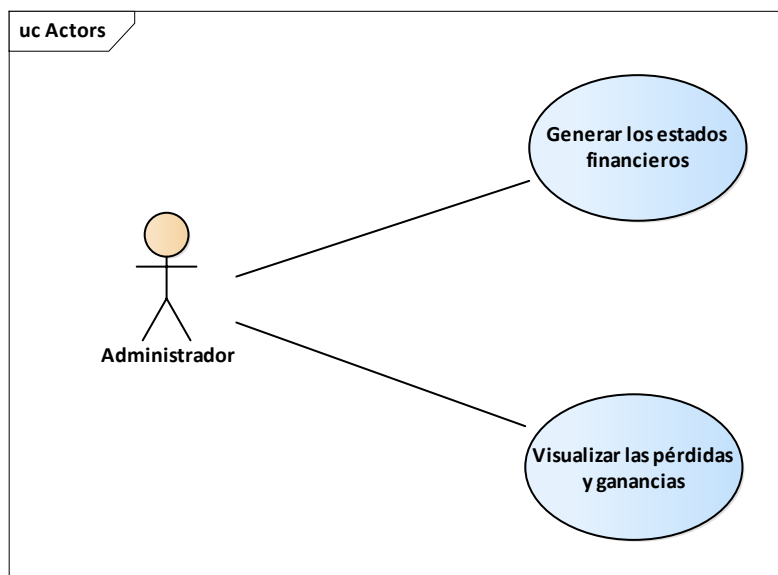 uc Actors
Generar los estados
financieros
Administrador
Visualizar las pérdidas
y ganancias